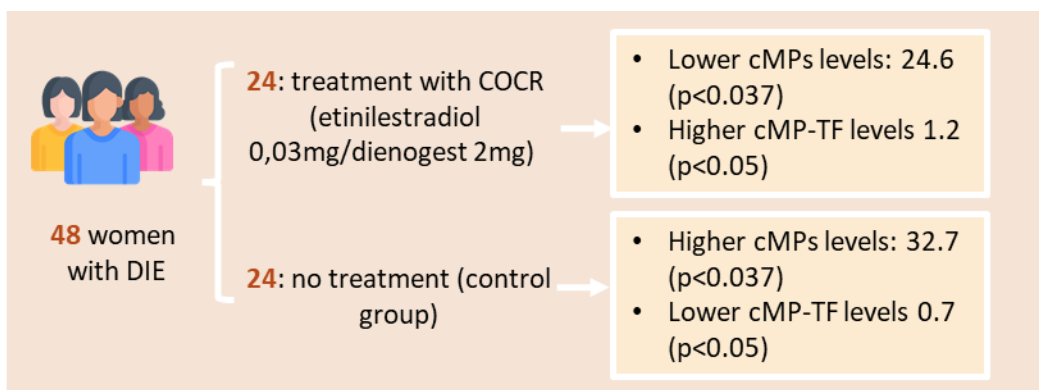 48 women
with DIE
24: treatment with COCR
(etinilestradiol
0,03mg/dienogest 2mg)
• Lower cMPs levels: 24.6
(p<0.037)
• Higher cMP-TF levels 1.2
(p<0.05)
24: no treatment (control
group)
• Higher cMPs levels: 32.7
(p<0.037)
• Lower cMP-TF levels 0.7
(p<0.05)